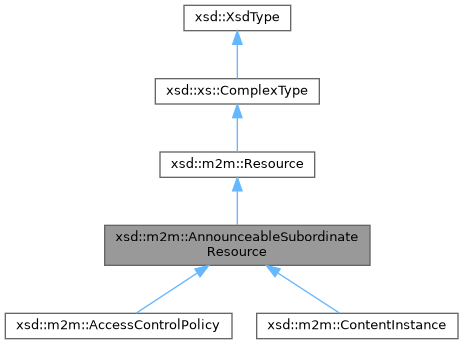 xsd::XsdType
xsd::xs::ComplexType
xsd::m2m::Resource
xsd::m2m::AnnounceableSubordinate
Resource
xsd::m2m::AccessControlPolicy
xsd::m2m::ContentInstance